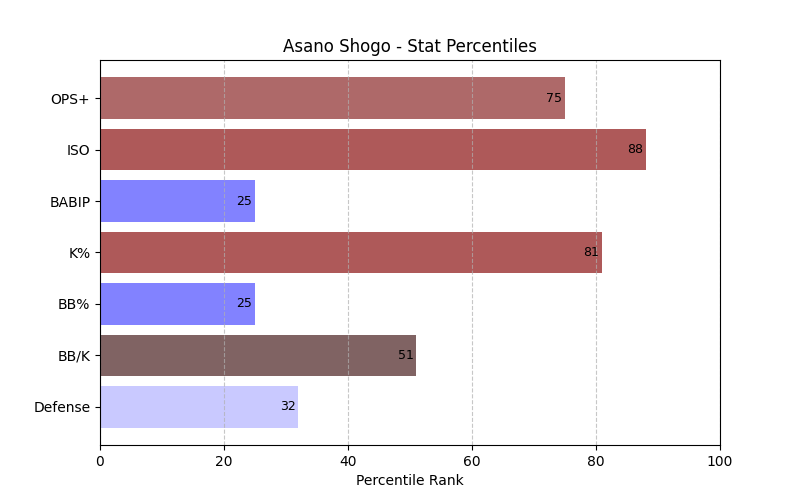 Asano Shogo - Stat Percentiles
OPS+ 75
ISO 88
BABIP 25
K% 81
BB% 25
BB/K 51
Defense 32
0 20 40 60 80 100
Percentile Rank